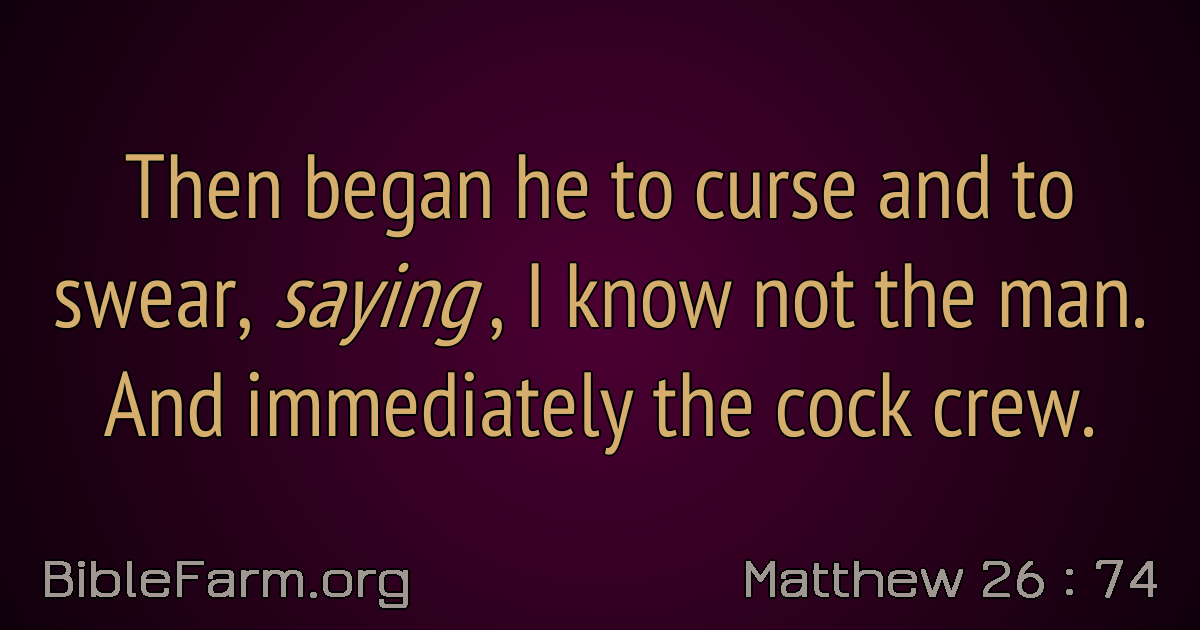 Then began he to curse and to
swear, saying , I know not the man.
And immediately the cock crew.
BibleFarm.org
Matthew 26 : 74